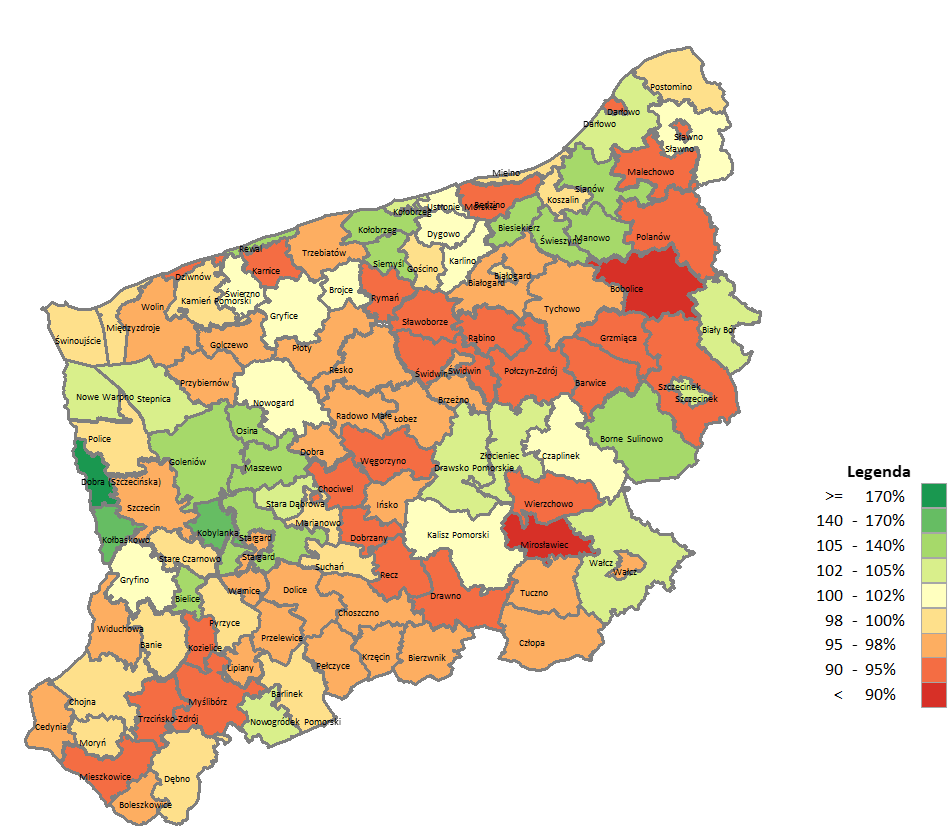 Postomino
Darłowo
Darłowo
Sławno
Sławno
Malechowo
Mielno
Sianów
Koszalin
Będzino
Ustronie Morskie
Kołobrzeg
Kołobrzeg
Dygowo
Biesiekierz
Świeszyno
Manowo
Polanów
Rewal
Trzebiatów
Siemyśl
Gościno
Karlino
Karnice
Dziwnów
Białogard
Białogard
Bobolice
Świerzno
Brojce
Rymań
Kamień Pomorski
Wolin
Tychowo
Gryfice
Sławoborze
Międzyzdroje
Biały Bór
Świnoujście
Golczewo
Płoty
Rąbino
Grzmiąca
Resko
Świdwin
Świdwin
Połczyn-Zdrój
Przybiernów
Barwice
Szczecinek
Szczecinek
Nowe Warpno
Stepnica
Nowogard
Brzeżno
Radowo Małe
Łobez
Osina
Police
Borne Sulinowo
Dobra
Złocieniec
Czaplinek
Goleniów
Maszewo
Węgorzyno
Drawsko Pomorskie
Dobra (Szczecińska)
Chociwel
Szczecin
Stara Dąbrowa
Ińsko
Wierzchowo
Marianowo
Kobylanka
Stargard
Kołbaskowo
Dobrzany
Kalisz Pomorski
Mirosławiec
Stare Czarnowo
Stargard
Suchań
Wałcz
Wałcz
Recz
Gryfino
Warnice
Dolice
Drawno
Tuczno
Bielice
Choszczno
Pyrzyce
Widuchowa
Przelewice
Banie
Kozielice
Człopa
Krzęcin
Bierzwnik
Pełczyce
Lipiany
Barlinek
Chojna
Myślibórz
Trzcińsko-Zdrój
Nowogródek Pomorski
Cedynia
Moryń
Mieszkowice
Dębno
Boleszkowice
Legenda
>= 170%
140 - 170%
105 - 140%
102 - 105%
100 - 102%
98 - 100%
95 - 98%
90 - 95%
< 90%